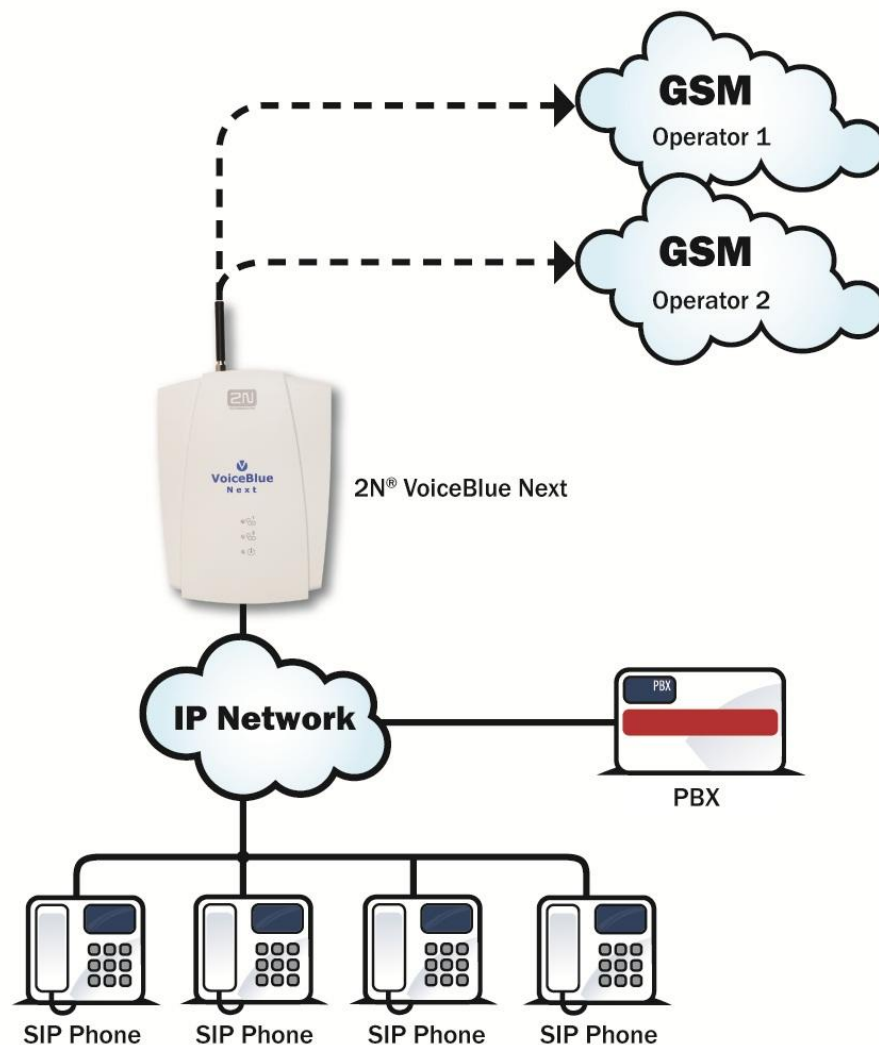 GSM
Operator 1
GSM
Operator 2
2N
VoiceBlue
Next
2N® VoiceBlue Next
IP Network
PBX
PBX
SIP Phone
SIP Phone
SIP Phone
SIP Phone